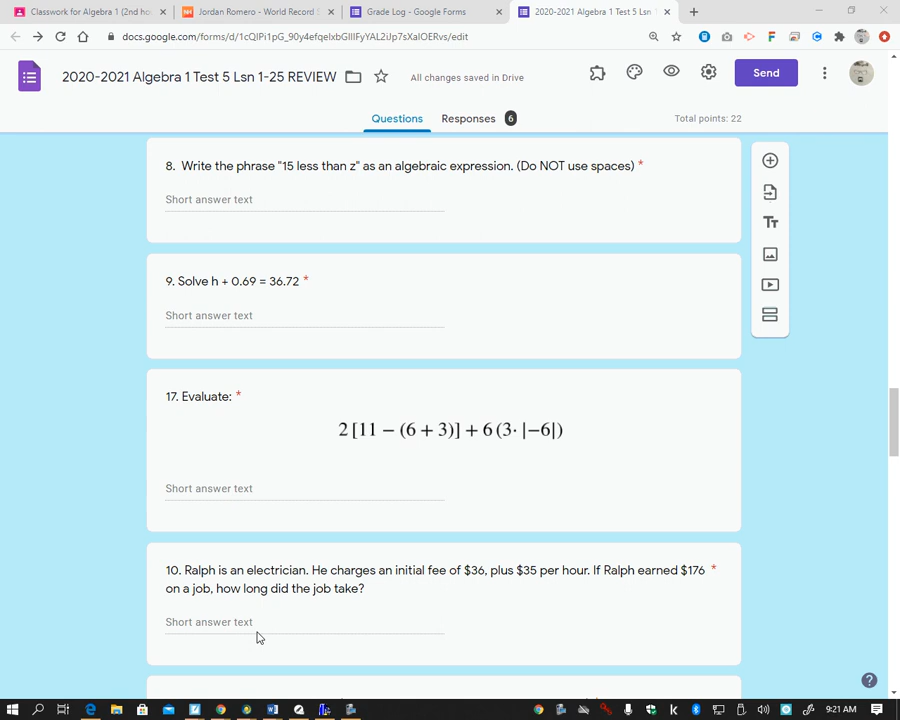 Classwork for Algebra 1 (2nd ho
Jordan Romero - World Record
Grade Log - Google Forms
2020-2021 Algebra 1 Test 5 Lsn 1
docs.google.com/forms/d/1cQIPi1pG_90y4efqeIxbGIIIFyYAL2iJp7sXaIOERvs/edit
2020-2021 Algebra 1 Test 5 Lsn 1-25 REVIEW
All changes saved in Drive
Send
Questions
Responses 6
Total points: 22
8. Write the phrase "15 less than z" as an algebraic expression. (Do NOT use spaces) *
Short answer text
9. Solve h + 0.69 = 36.72 *
Short answer text
17. Evaluate: *
2 [11 − (6 + 3)] + 6 (3· |−6|)
Short answer text
10. Ralph is an electrician. He charges an initial fee of $36, plus $35 per hour. If Ralph earned $176 *
on a job, how long did the job take?
Short answer text
9:21 AM